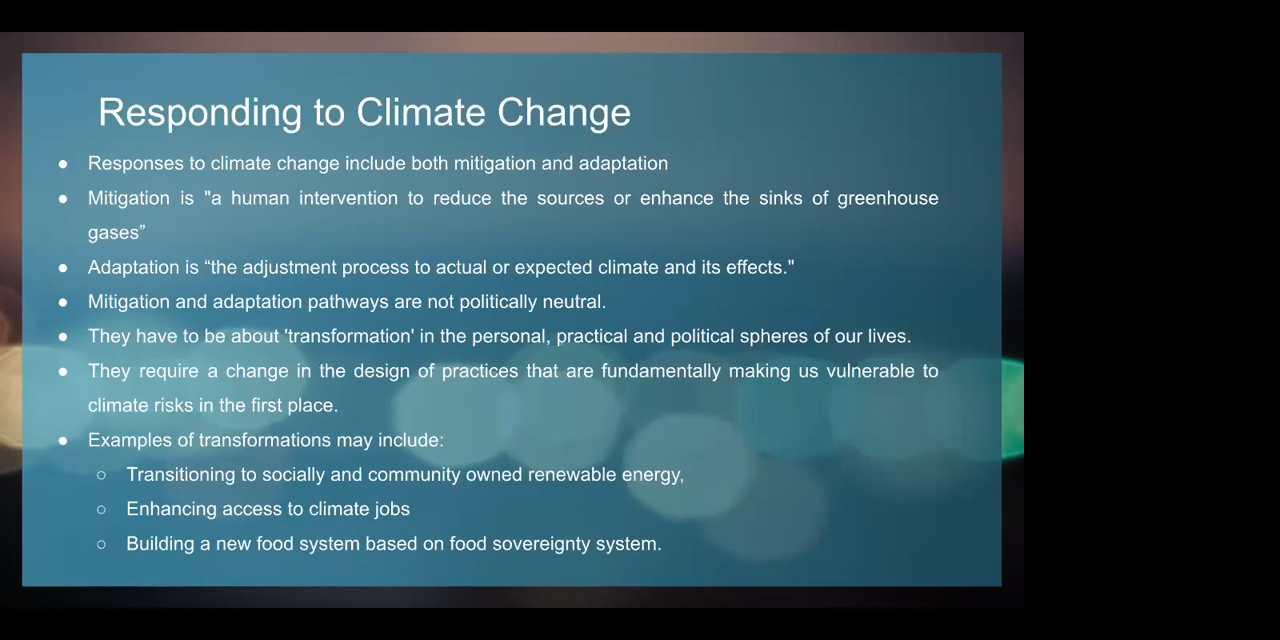 Responding to Climate Change
● Responses to climate change include both mitigation and adaptation
● Mitigation is "a human intervention to reduce the sources or enhance the sinks of greenhouse
gases”
● Adaptation is “the adjustment process to actual or expected climate and its effects."
● Mitigation and adaptation pathways are not politically neutral.
● They have to be about 'transformation' in the personal, practical and political spheres of our lives.
● They require a change in the design of practices that are fundamentally making us vulnerable to
climate risks in the first place.
● Examples of transformations may include:
○ Transitioning to socially and community owned renewable energy,
○ Enhancing access to climate jobs
○ Building a new food system based on food sovereignty system.